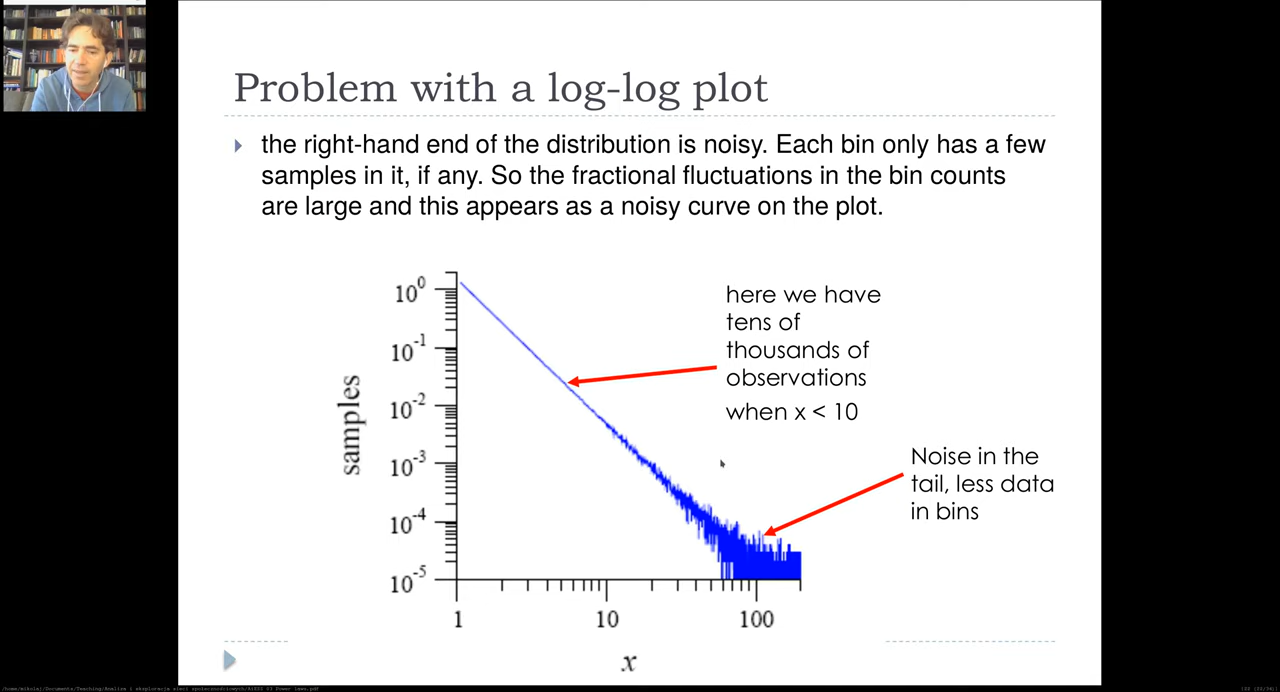 Problem with a log-log plot
the right-hand end of the distribution is noisy. Each bin only has a few
samples in it, if any. So the fractional fluctuations in the bin counts
are large and this appears as a noisy curve on the plot.
here we have
tens of
thousands of
observations
when x < 10
Noise in the
tail, less data
in bins
samples
10^0
10^-1
10^-2
10^-3
10^-4
10^-5
1 10 100
x